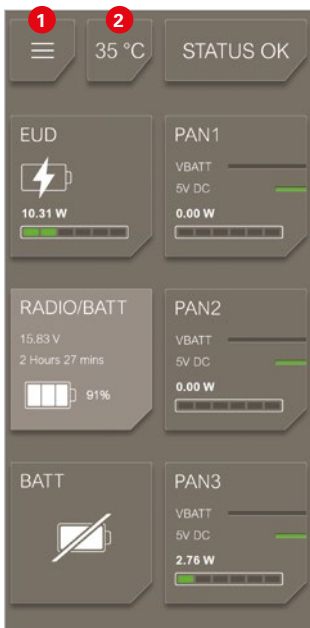 1
2
35 °C
STATUS OK
EUD
10.31 W
PAN1
VBATT
5V DC
0.00 W
RADIO/BATT
15.83 V
2 Hours 27 mins
91%
PAN2
VBATT
5V DC
0.00 W
BATT
PAN3
VBATT
5V DC
2.76 W